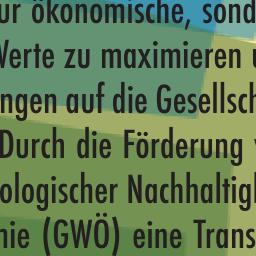 ur ökonomische, sond
Werte zu maximieren u
ngen auf die Gesellsch
Durch die Förderung v
ologischer Nachhaltigk
nie (GWÖ) eine Trans